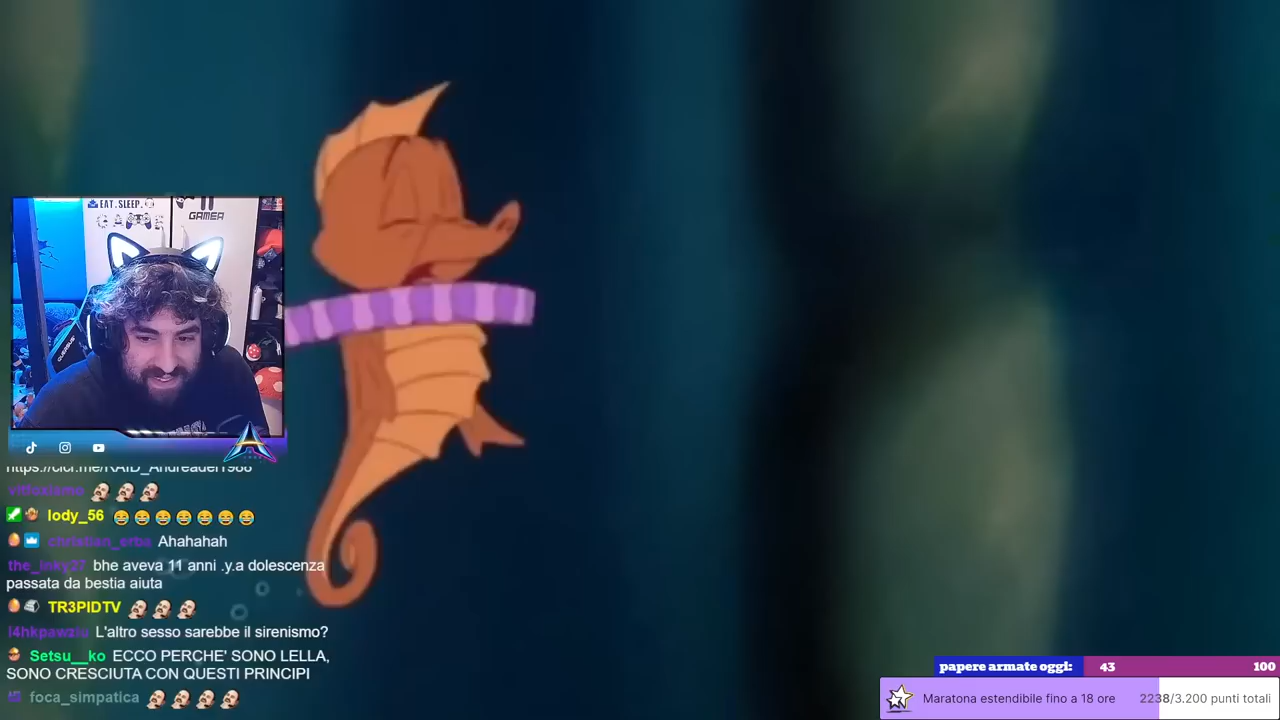 EAT.SLEEP.
GAME
GAMER
vitioxiamo
lody_56
christian_erba Ahahahah
the_inky27 bhe aveva 11 anni .y.a dolescenza
passata da bestia aiuta
TR3PIDTV
L'altro sesso sarebbe il sirenismo?
Setsu__ko ECCO PERCHE' SONO LELLA,
SONO CRESCIUTA CON QUESTI PRINCIPI
foca_simpatica
papere armate oggi: 43 100
Maratona estendibile fino a 18 ore 2238/3.200 punti totali